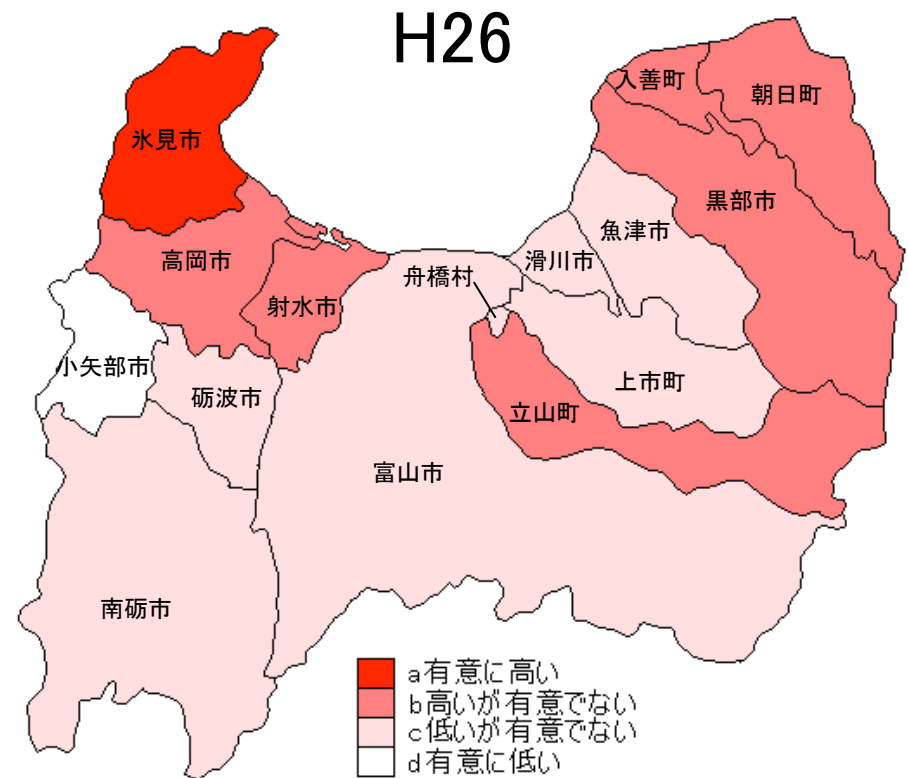 H26
入善町
朝日町
氷見市
黒部市
魚津市
高岡市
滑川市
舟橋村
射水市
小矢部市
上市町
砺波市
立山町
富山市
南砺市
a有意に高い
b高いが有意でない
c低いが有意でない
d有意に低い